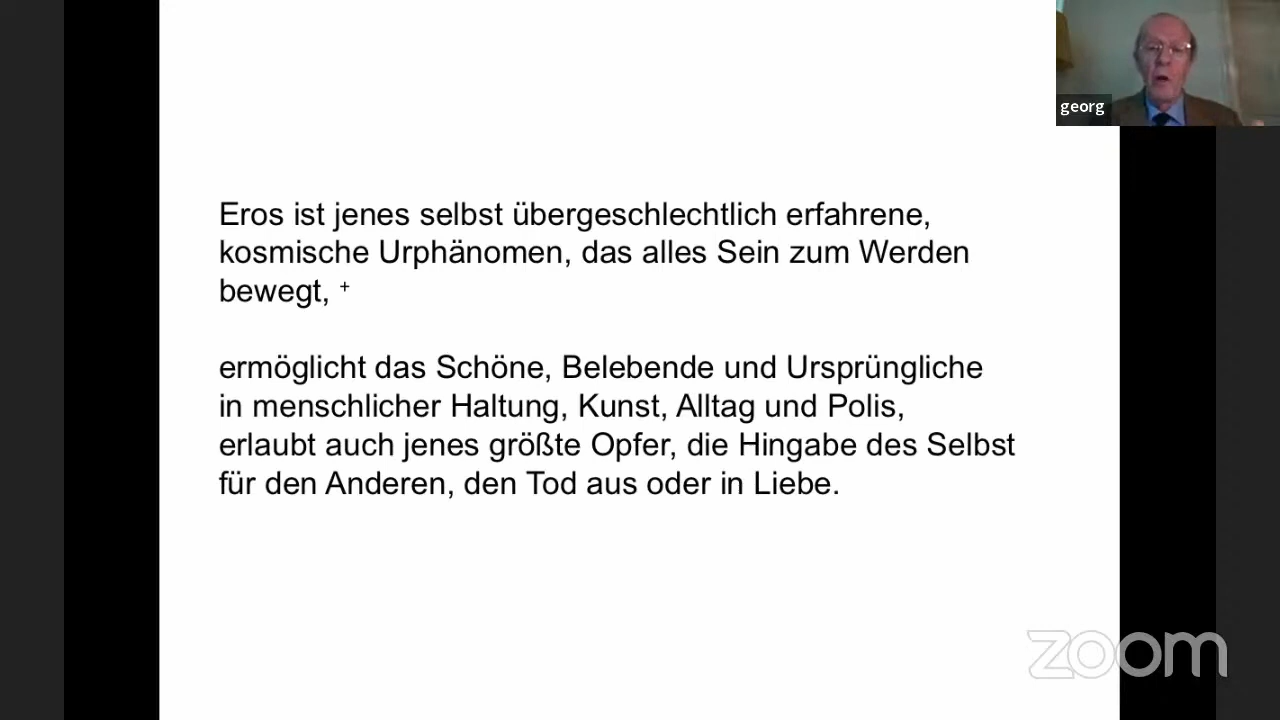 georg
Eros ist jenes selbst übergeschlechtlich erfahrene,
kosmische Urphänomen, das alles Sein zum Werden
bewegt, +
ermöglicht das Schöne, Belebende und Ursprüngliche
in menschlicher Haltung, Kunst, Alltag und Polis,
erlaubt auch jenes größte Opfer, die Hingabe des Selbst
für den Anderen, den Tod aus oder in Liebe.
zoom